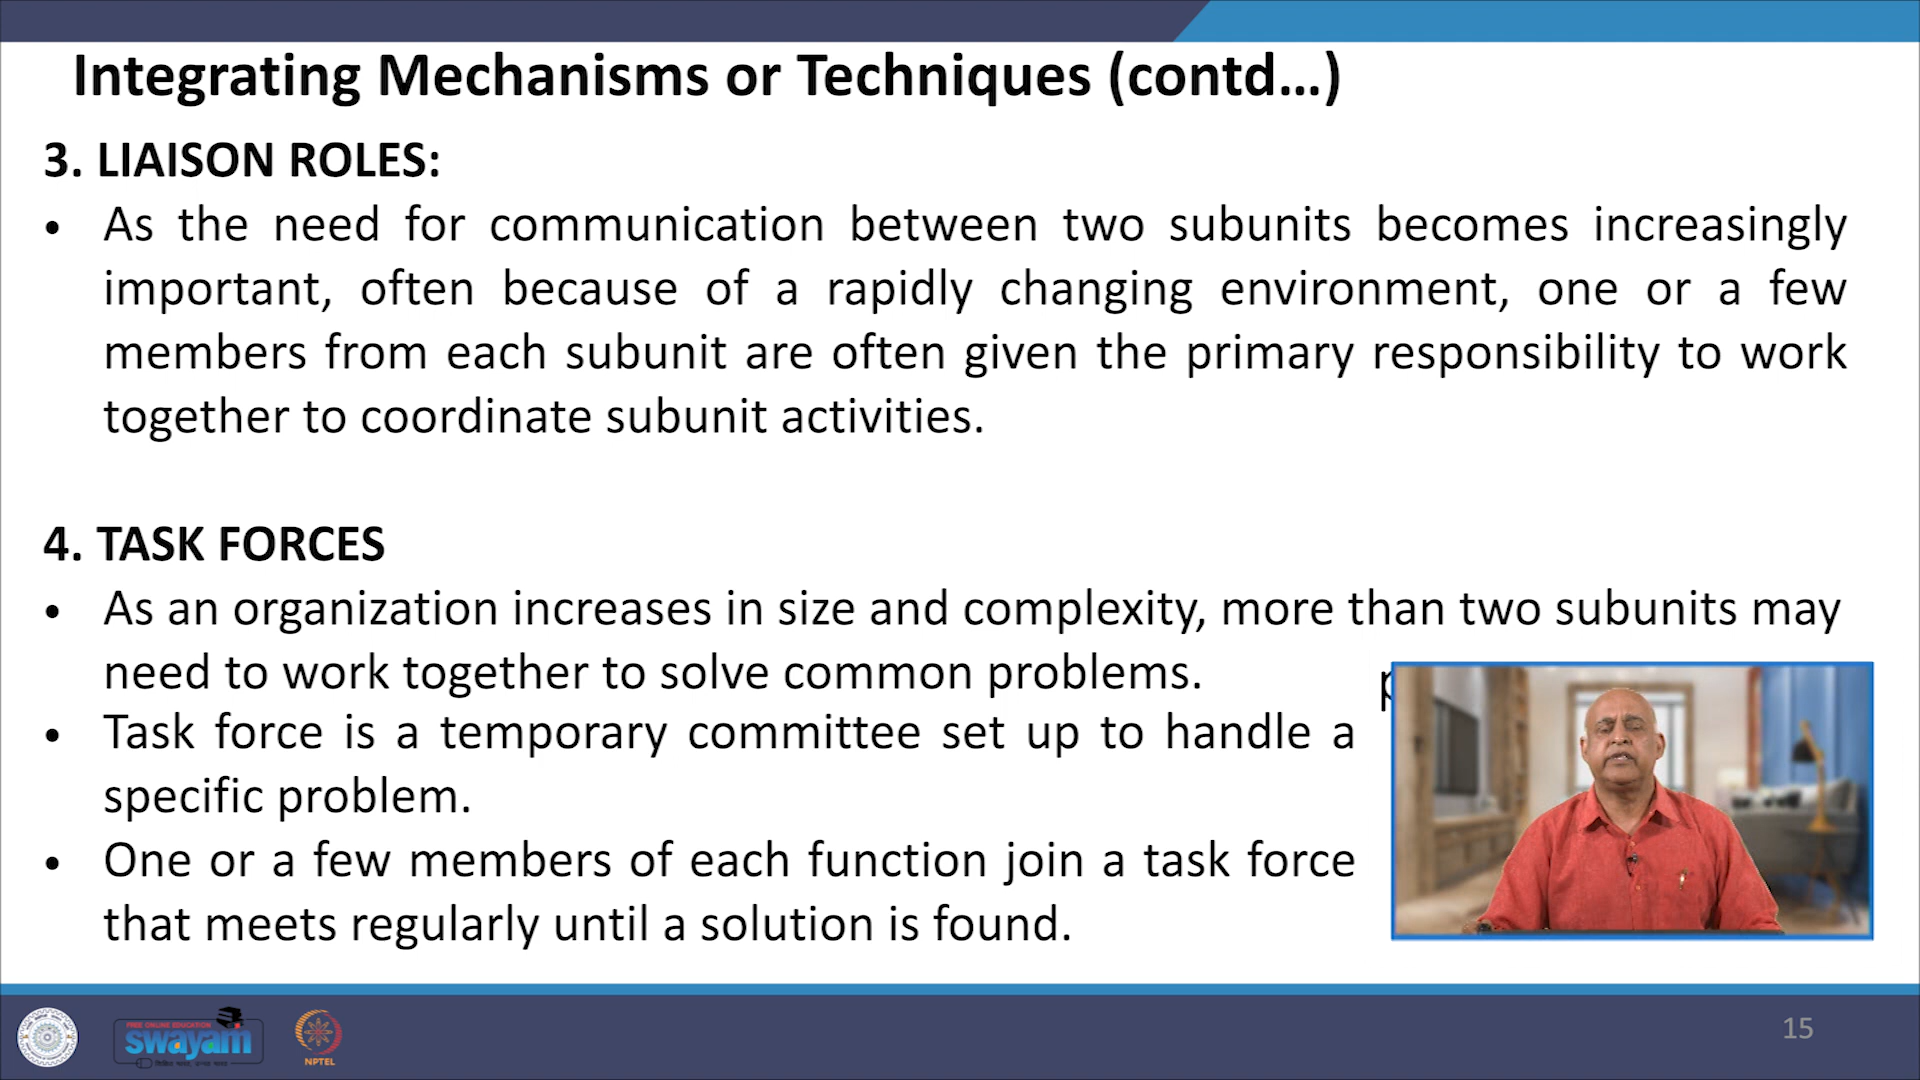 Integrating Mechanisms or Techniques (contd...)
3. LIAISON ROLES:
• As the need for communication between two subunits becomes increasingly
important, often because of a rapidly changing environment, one or a few
members from each subunit are often given the primary responsibility to work
together to coordinate subunit activities.
4. TASK FORCES
• As an organization increases in size and complexity, more than two subunits may
need to work together to solve common problems.
• Task force is a temporary committee set up to handle a
specific problem.
• One or a few members of each function join a task force
that meets regularly until a solution is found.
FREE ONLINE EDUCATION
swayam
NPTEL
15